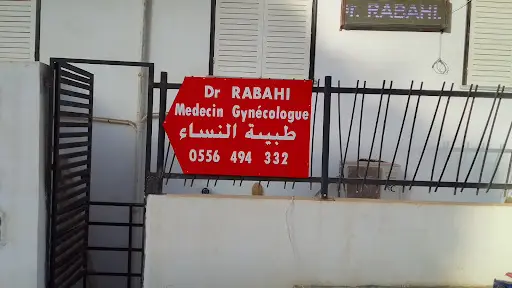 Dr. RABAHI.
Dr RABAHI
Medecin Gynécologue
طبيبة النساء
0556 494 332